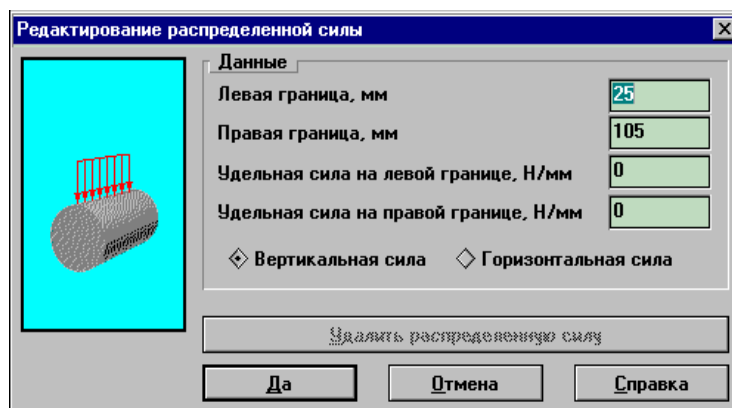 Редактирование распределенной силы
Данные
Левая граница, мм 25
Правая граница, мм 105
Удельная сила на левой границе, Н/мм 0
Удельная сила на правой границе, Н/мм 0
Вертикальная сила Горизонтальная сила
Удалить распределенную силу
Да Отмена Справка